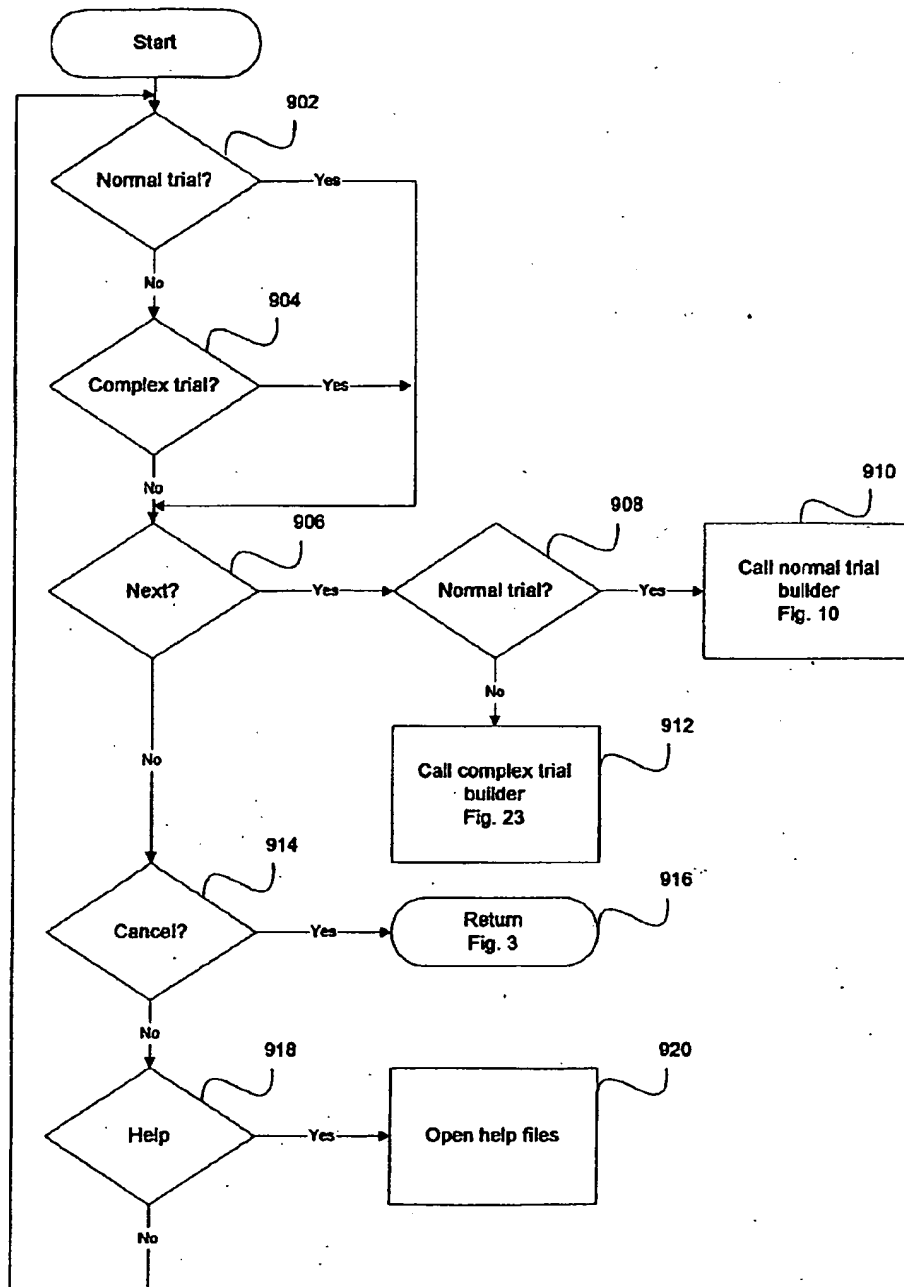 Start
902
Normal trial?
Yes
No
904
Complex trial?
Yes
No
906
Next?
Yes
908
Normal trial?
Yes
910
Call normal trial
builder
Fig. 10
No
912
Call complex trial
builder
Fig. 23
No
914
Cancel?
Yes
916
Return
Fig. 3
No
918
Help
Yes
920
Open help files
No